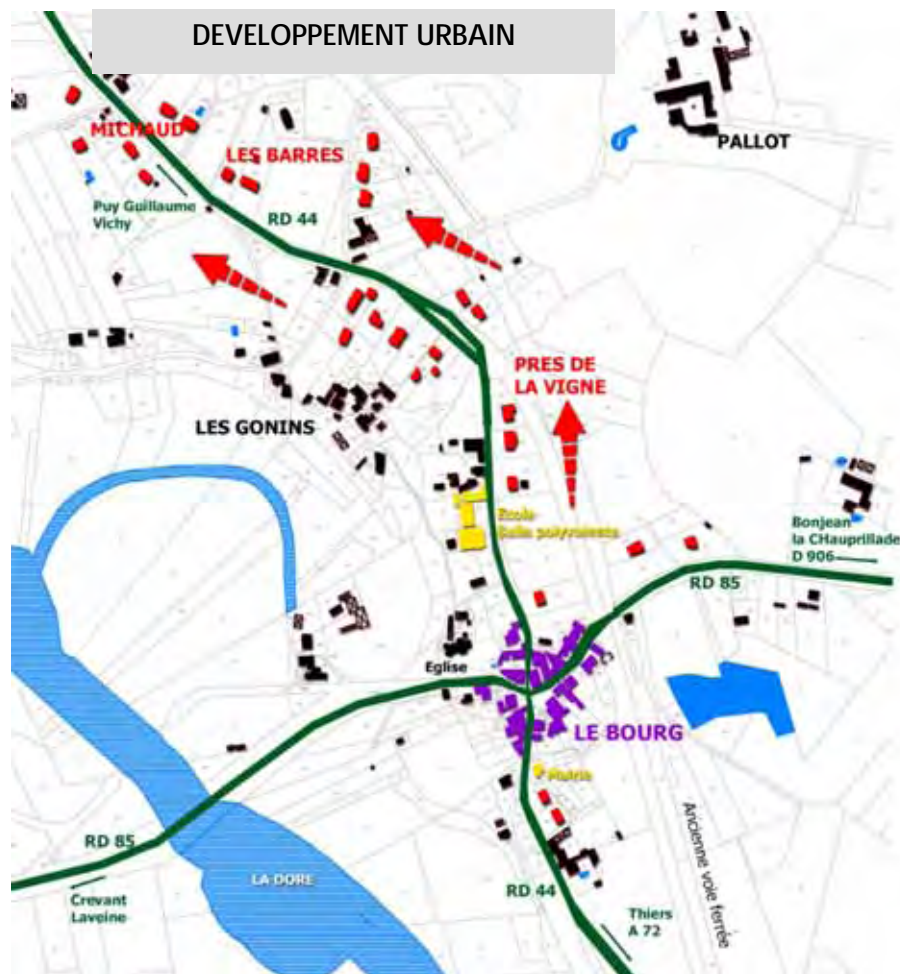 DEVELOPPEMENT URBAIN
MICHAUD
LES BARRES
PALLOT
Puy Guillaume
Vichy
RD 44
PRES DE
LA VIGNE
LES GONINS
Ecole
Salle polyvalente
Bonjean
la CHauprillade
D 906
RD 85
Eglise
LE BOURG
Mairie
RD 85
LA DORE
Ancienne voie ferrée
RD 44
Crevant
Laveine
Thiers
A 72